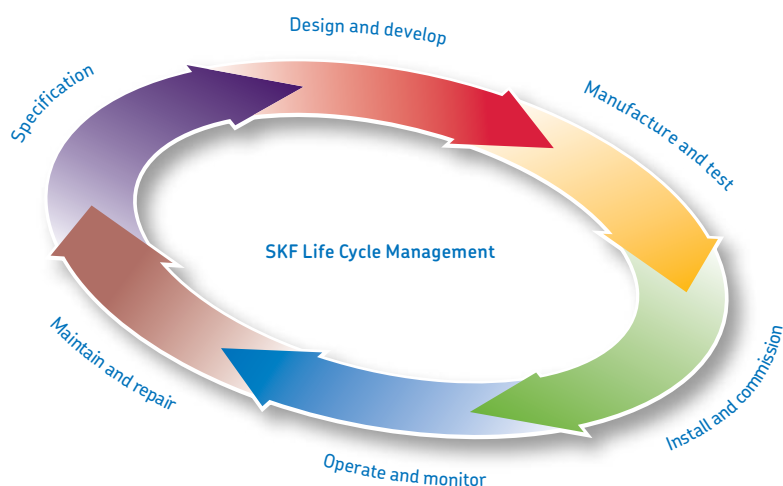 Design and develop
Specification
Manufacture and test
SKF Life Cycle Management
Maintain and repair
Install and commission
Operate and monitor